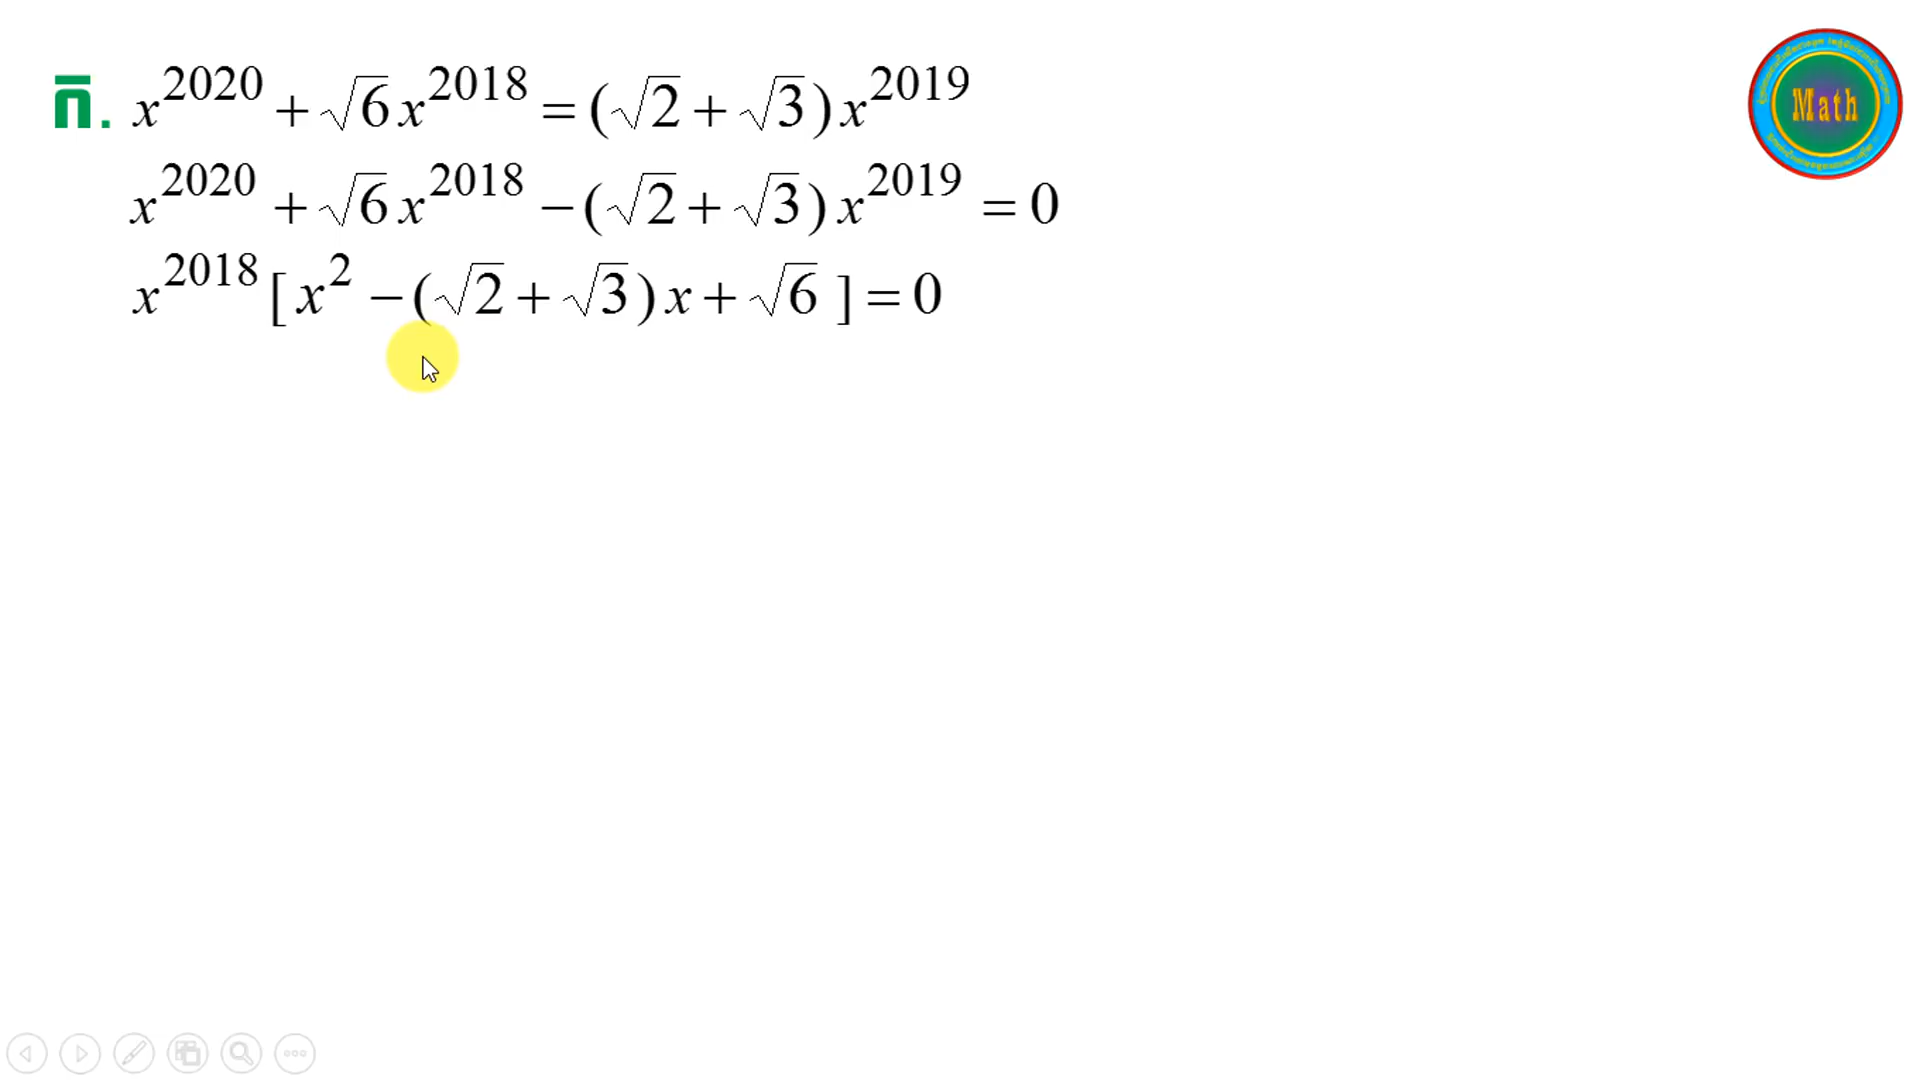 ក. x^2020 + √6 x^2018 = (√2 + √3) x^2019
x^2020 + √6 x^2018 − (√2 + √3) x^2019 = 0
x^2018 [ x^2 − (√2 + √3) x + √6 ] = 0
Math